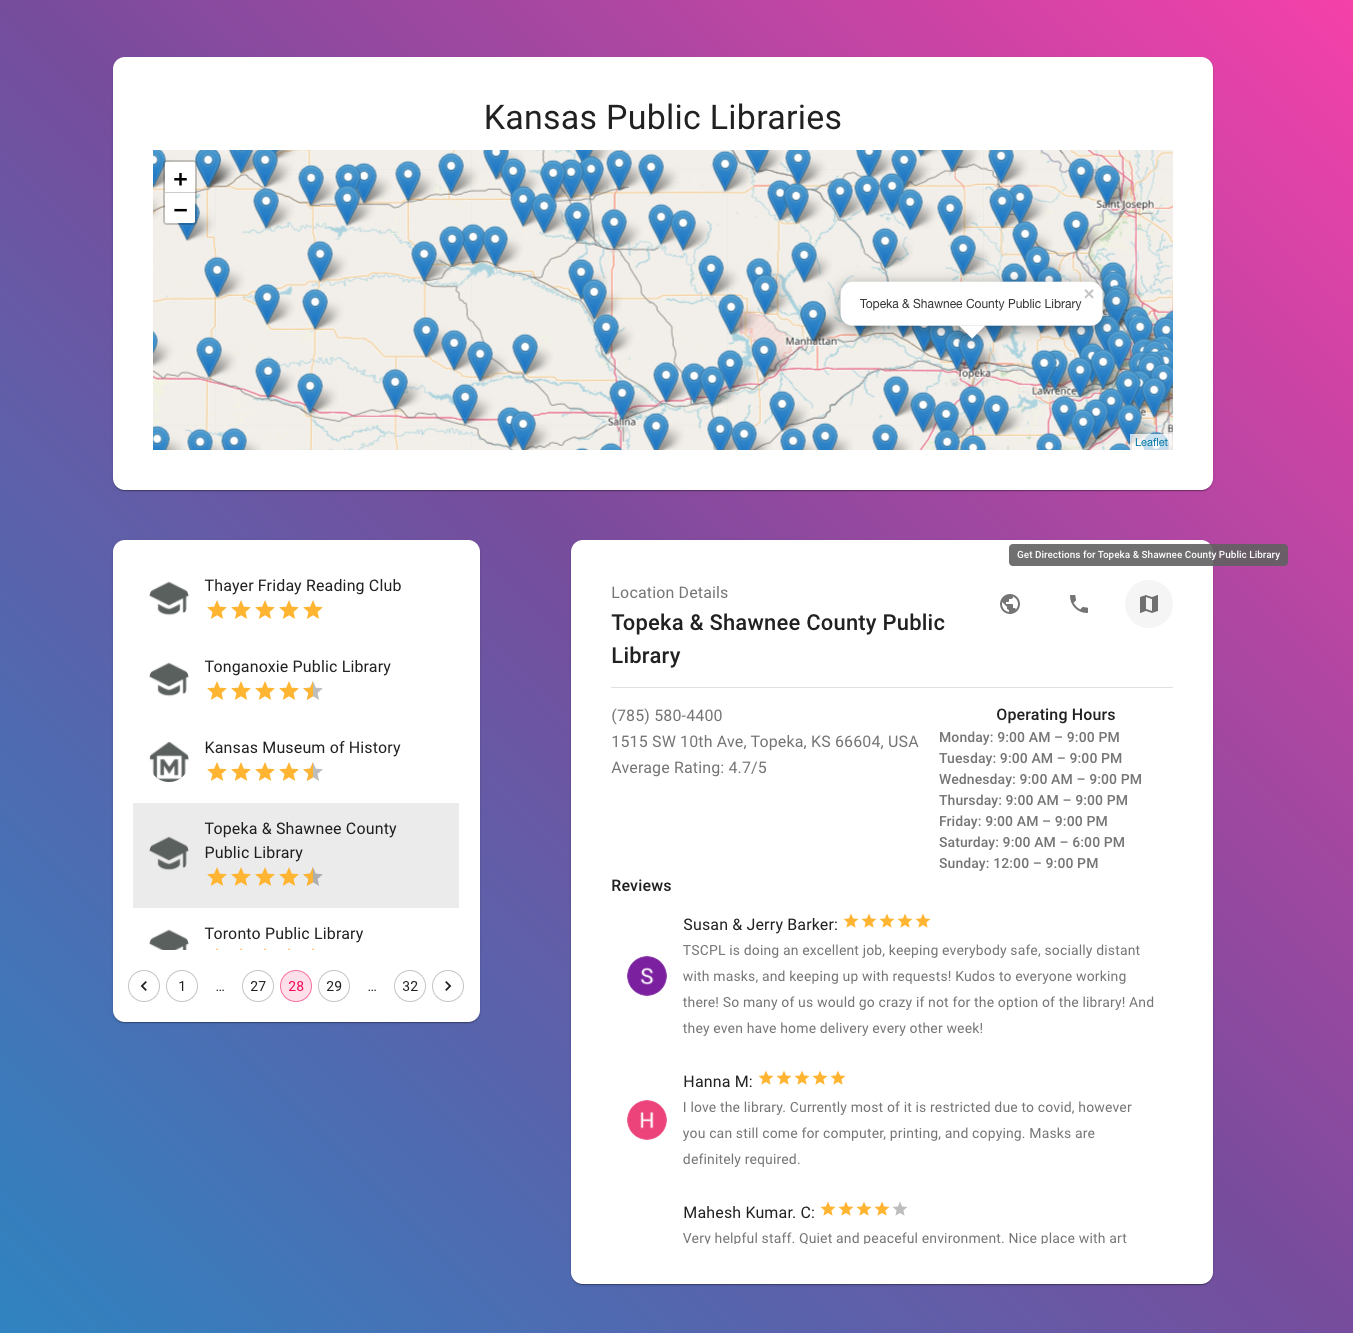 Kansas Public Libraries
+
−
Saint Joseph
Topeka & Shawnee County Public Library
×
Manhattan
Topeka
Lawrence
Salina
Leaflet
Thayer Friday Reading Club
Tonganoxie Public Library
Kansas Museum of History
M
Topeka & Shawnee County
Public Library
Toronto Public Library
1 … 27 28 29 … 32
Get Directions for Topeka & Shawnee County Public Library
Location Details
Topeka & Shawnee County Public
Library
(785) 580-4400
1515 SW 10th Ave, Topeka, KS 66604, USA
Average Rating: 4.7/5
Operating Hours
Monday: 9:00 AM – 9:00 PM
Tuesday: 9:00 AM – 9:00 PM
Wednesday: 9:00 AM – 9:00 PM
Thursday: 9:00 AM – 9:00 PM
Friday: 9:00 AM – 9:00 PM
Saturday: 9:00 AM – 6:00 PM
Sunday: 12:00 – 9:00 PM
Reviews
S
Susan & Jerry Barker:
TSCPL is doing an excellent job, keeping everybody safe, socially distant
with masks, and keeping up with requests! Kudos to everyone working
there! So many of us would go crazy if not for the option of the library! And
they even have home delivery every other week!
H
Hanna M:
I love the library. Currently most of it is restricted due to covid, however
you can still come for computer, printing, and copying. Masks are
definitely required.
Mahesh Kumar. C:
Very helpful staff. Quiet and peaceful environment. Nice place with art